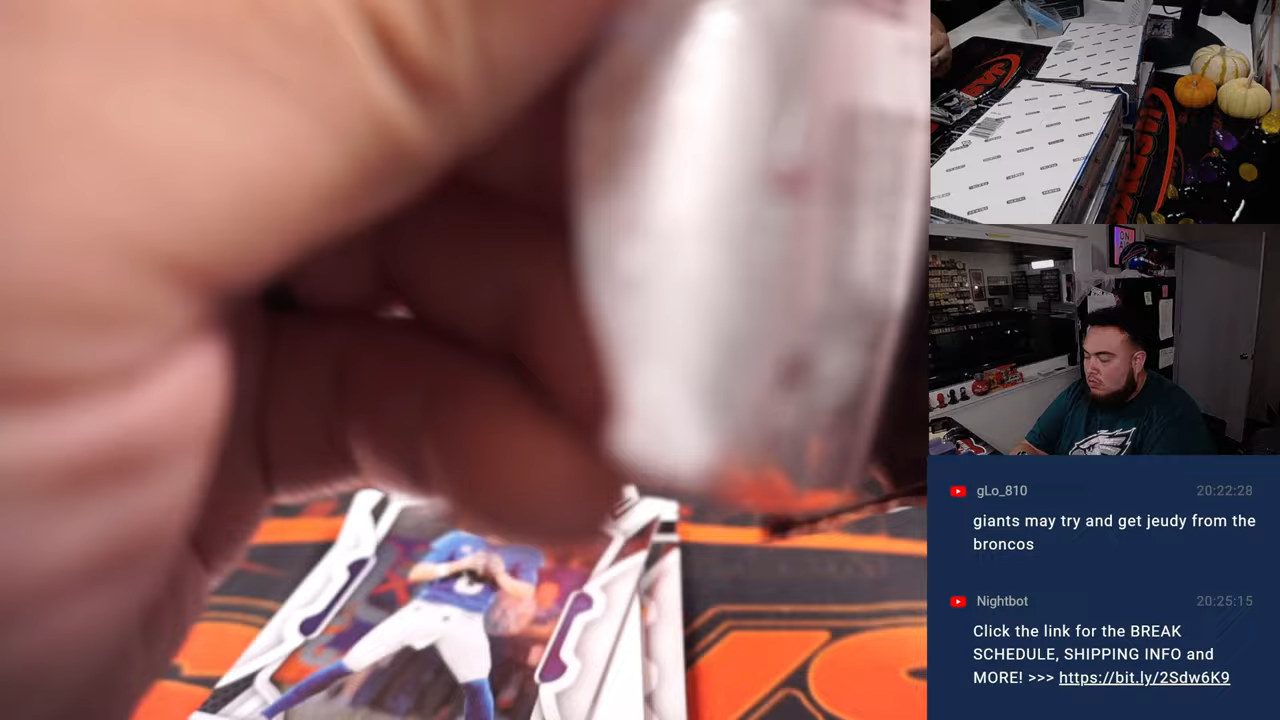 gLo_810 20:22:28
giants may try and get jeudy from the
broncos
Nightbot 20:25:15
Click the link for the BREAK
SCHEDULE, SHIPPING INFO and
MORE! >>> https://bit.ly/2Sdw6K9